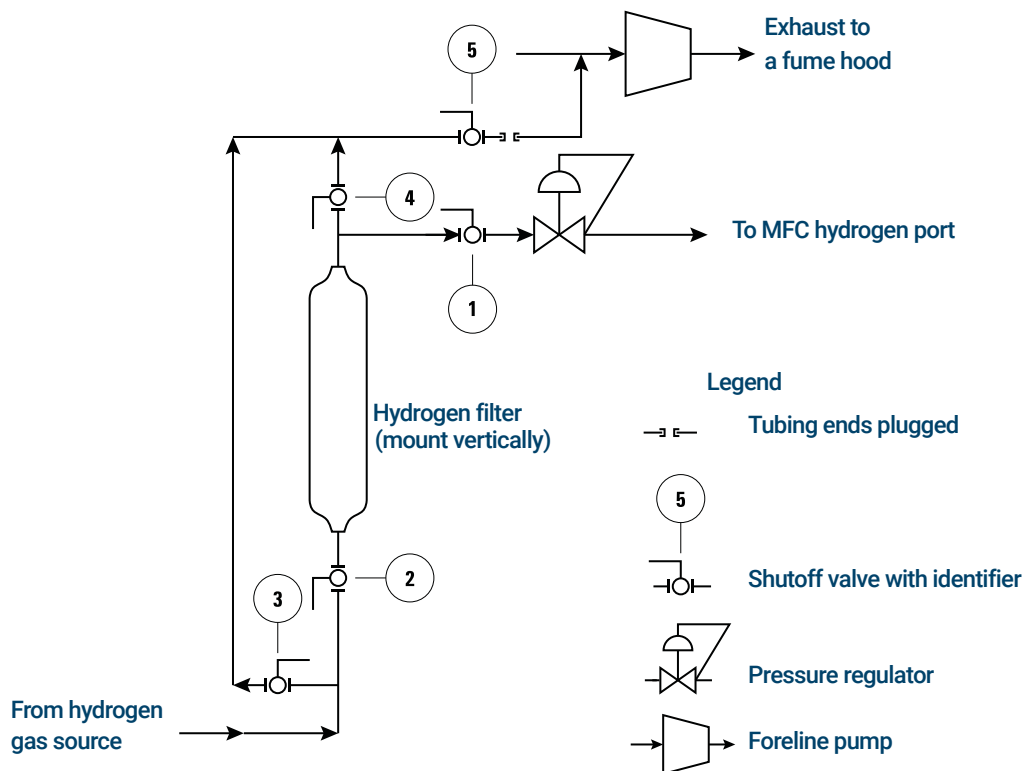 5
Exhaust to
a fume hood
4
To MFC hydrogen port
1
Legend
Hydrogen filter
(mount vertically)
Tubing ends plugged
5
2
Shutoff valve with identifier
3
Pressure regulator
From hydrogen
gas source
Foreline pump